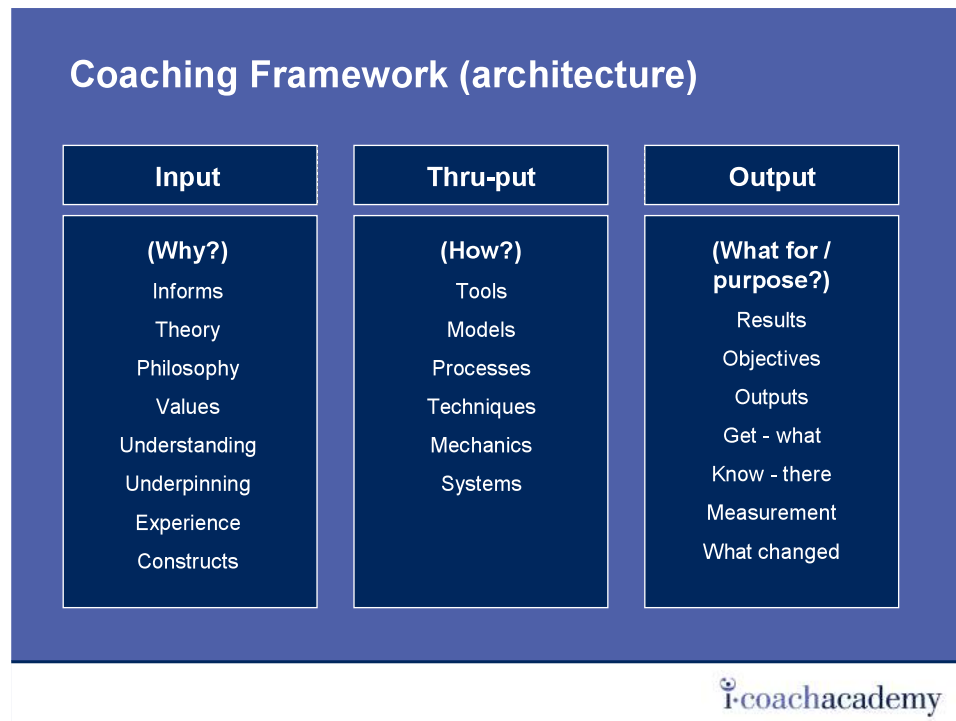 Coaching Framework (architecture)
Input
(Why?)
Informs
Theory
Philosophy
Values
Understanding
Underpinning
Experience
Constructs
Thru-put
(How?)
Tools
Models
Processes
Techniques
Mechanics
Systems
Output
(What for /
purpose?)
Results
Objectives
Outputs
Get - what
Know - there
Measurement
What changed
i-coachacademy